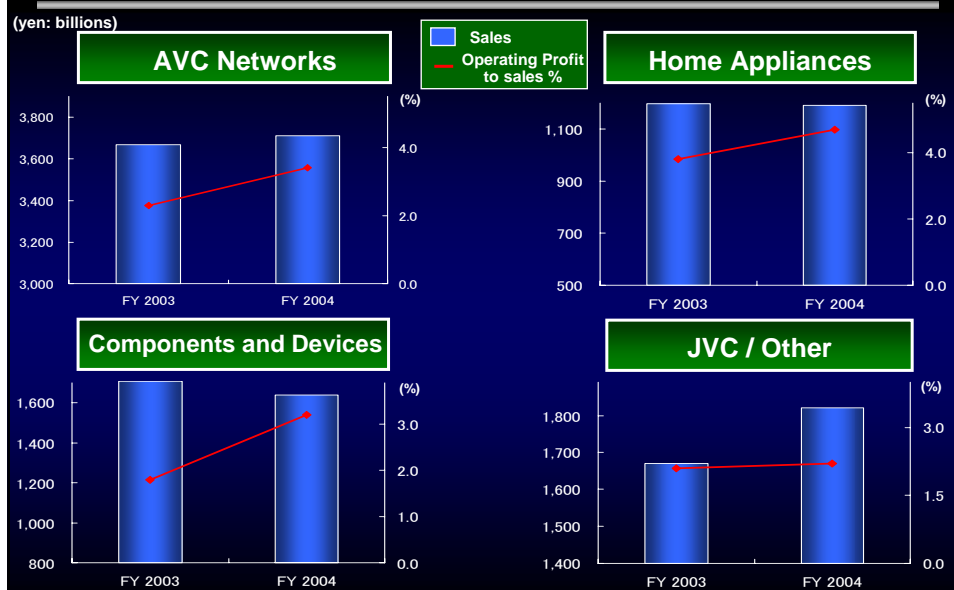 (yen: billions)
Sales
Operating Profit
to sales %
AVC Networks
(%)
3,800
3,600
3,400
3,200
3,000
4.0
2.0
0.0
FY 2003
FY 2004
Home Appliances
(%)
1,100
900
700
500
4.0
2.0
0.0
FY 2003
FY 2004
Components and Devices
(%)
1,600
1,400
1,200
1,000
800
3.0
2.0
1.0
0.0
FY 2003
FY 2004
JVC / Other
(%)
1,800
1,700
1,600
1,500
1,400
3.0
1.5
0.0
FY 2003
FY 2004